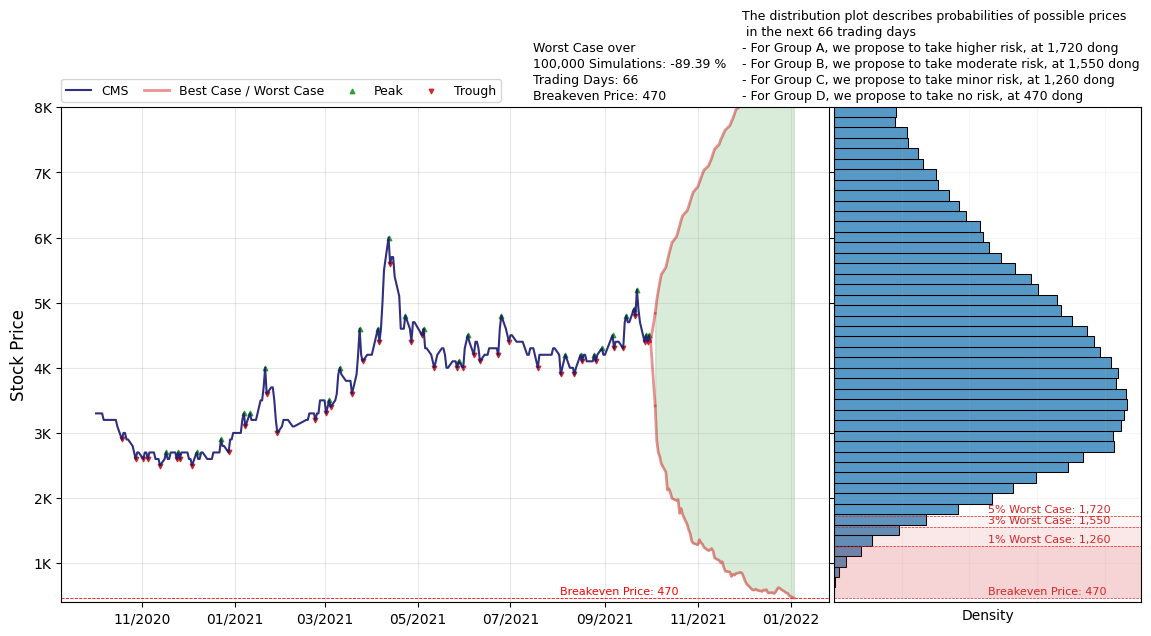 The distribution plot describes probabilities of possible prices
in the next 66 trading days
- For Group A, we propose to take higher risk, at 1,720 dong
- For Group B, we propose to take moderate risk, at 1,550 dong
- For Group C, we propose to take minor risk, at 1,260 dong
- For Group D, we propose to take no risk, at 470 dong
Worst Case over
100,000 Simulations: -89.39 %
Trading Days: 66
Breakeven Price: 470
CMS
Best Case / Worst Case
Peak
Trough
Stock Price
8K
7K
6K
5K
4K
3K
2K
1K
Breakeven Price: 470
11/2020
01/2021
03/2021
05/2021
07/2021
09/2021
11/2021
01/2022
5% Worst Case: 1,720
3% Worst Case: 1,550
1% Worst Case: 1,260
Breakeven Price: 470
Density